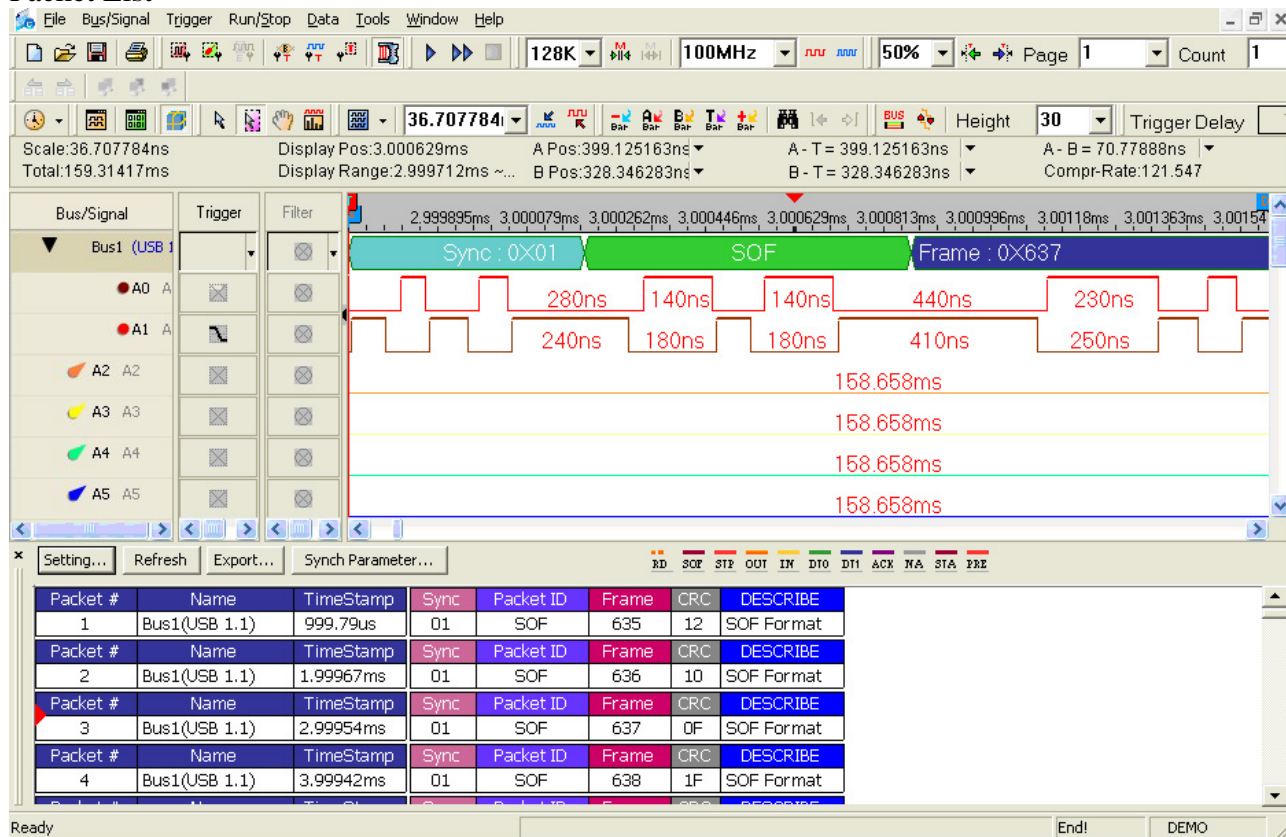 File Bus/Signal Trigger Run/Stop Data Tools Window Help
128K 100MHz 50% Page 1 Count 1
36.707784 Bar Bar Bar Bar Bar BUS Height 30 Trigger Delay
Scale:36.707784ns Display Pos:3.000629ms A Pos:399.125163ns A - T = 399.125163ns A - B = 70.77888ns
Total:159.31417ms Display Range:2.999712ms ~... B Pos:328.346283ns B - T = 328.346283ns Compr-Rate:121.547
Bus/Signal Trigger Filter 2.999895ms 3.000079ms 3.000262ms 3.000446ms 3.000629ms 3.000813ms 3.000996ms 3.00118ms 3.001363ms 3.00154
Bus1 (USB 1 Sync : 0X01 SOF Frame : 0X637
A0 A 280ns 140ns 140ns 440ns 230ns
A1 A 240ns 180ns 180ns 410ns 250ns
A2 A2 158.658ms
A3 A3 158.658ms
A4 A4 158.658ms
A5 A5 158.658ms
Setting... Refresh Export... Synch Parameter... RD SOF STP OUT IN DT0 DT1 ACK NA STA PRE
Packet # Name TimeStamp Sync Packet ID Frame CRC DESCRIBE
1 Bus1(USB 1.1) 999.79us 01 SOF 635 12 SOF Format
Packet # Name TimeStamp Sync Packet ID Frame CRC DESCRIBE
2 Bus1(USB 1.1) 1.99967ms 01 SOF 636 10 SOF Format
Packet # Name TimeStamp Sync Packet ID Frame CRC DESCRIBE
3 Bus1(USB 1.1) 2.99954ms 01 SOF 637 0F SOF Format
Packet # Name TimeStamp Sync Packet ID Frame CRC DESCRIBE
4 Bus1(USB 1.1) 3.99942ms 01 SOF 638 1F SOF Format
Ready End! DEMO